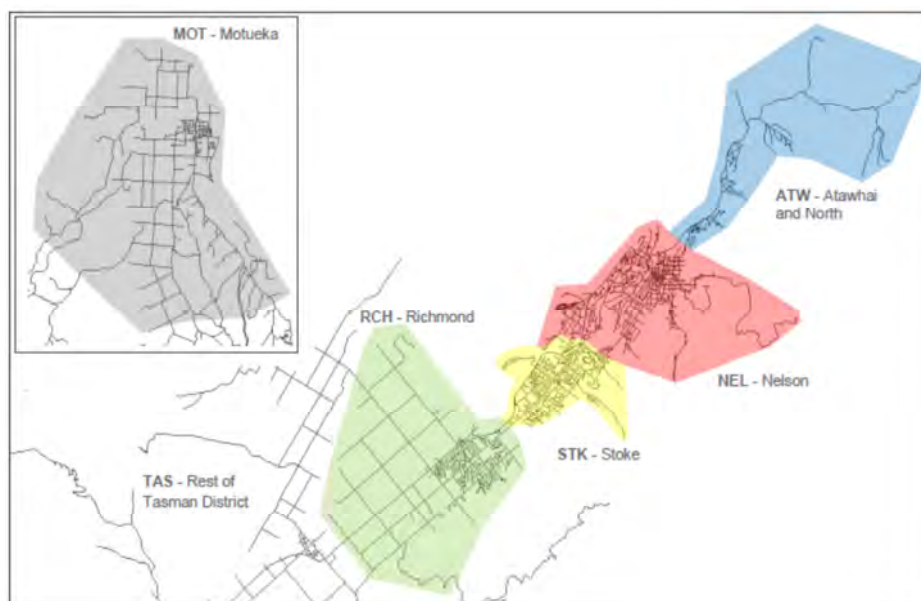 MOT - Motueka
ATW - Atawhai
and North
RCH - Richmond
NEL - Nelson
STK - Stoke
TAS - Rest of
Tasman District